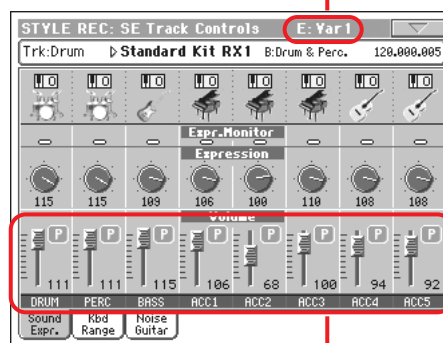 STYLE REC: SE Track Controls E: Var1
Trk:Drum ▷Standard Kit RX1 B:Drum & Perc. 120.000.005
Expr.Monitor
Expression
115 115 109 106 100 110 108 108
Volume
P P P P P P P P
111 111 115 106 68 100 94 92
DRUM PERC BASS ACC1 ACC2 ACC3 ACC4 ACC5
Sound Expr. Kbd Range Noise Guitar